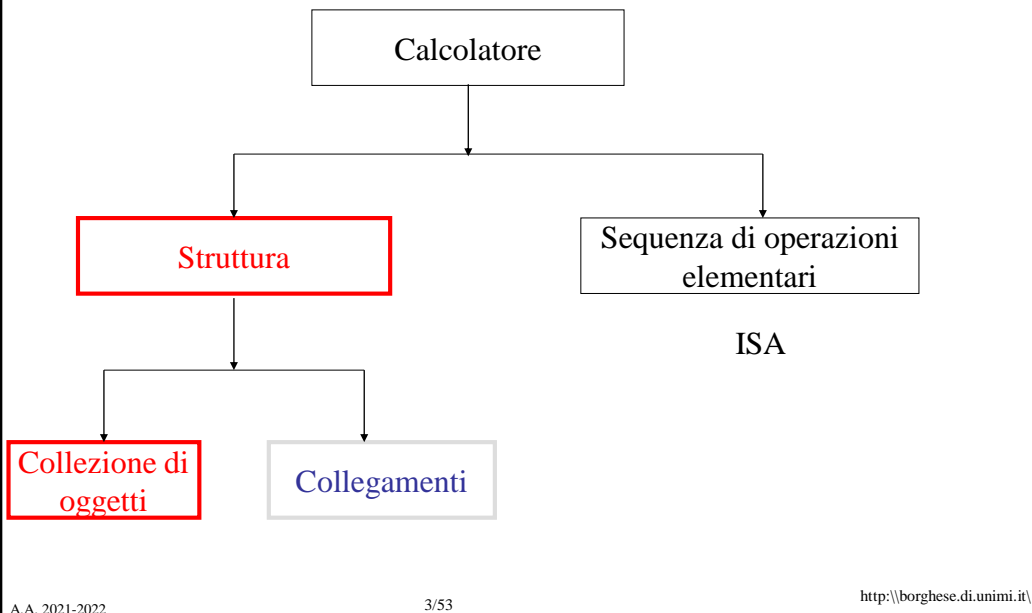 Calcolatore
Struttura
Sequenza di operazioni
elementari
ISA
Collezione di
oggetti
Collegamenti
A.A. 2021-2022
3/53
http:\\borghese.di.unimi.it\